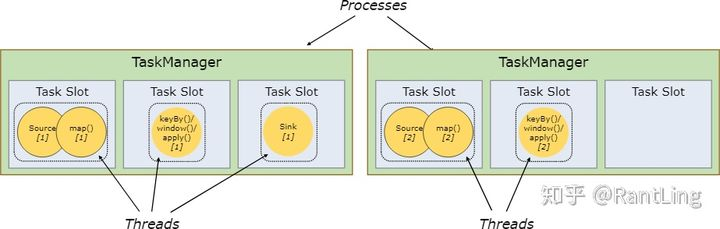 Processes
TaskManager
Task Slot
Source
[1]
map()
[1]
Task Slot
keyBy()/
window()/
apply()
[1]
Task Slot
Sink
[1]
TaskManager
Task Slot
Source
[2]
map()
[2]
Task Slot
keyBy()/
window()/
apply()
[2]
Task Slot
Threads
Threads
知乎 @RantLing